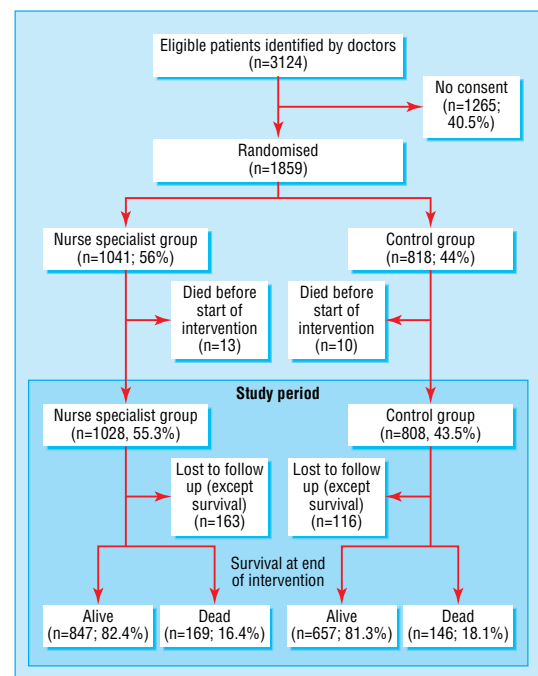 Eligible patients identified by doctors
(n=3124)
No consent
(n=1265;
40.5%)
Randomised
(n=1859)
Nurse specialist group
(n=1041; 56%)
Control group
(n=818; 44%)
Died before
start of
intervention
(n=13)
Died before
start of
intervention
(n=10)
Study period
Nurse specialist group
(n=1028, 55.3%)
Control group
(n=808, 43.5%)
Lost to follow
up (except
survival)
(n=163)
Lost to follow
up (except
survival)
(n=116)
Survival at end
of intervention
Alive
(n=847; 82.4%)
Dead
(n=169; 16.4%)
Alive
(n=657; 81.3%)
Dead
(n=146; 18.1%)